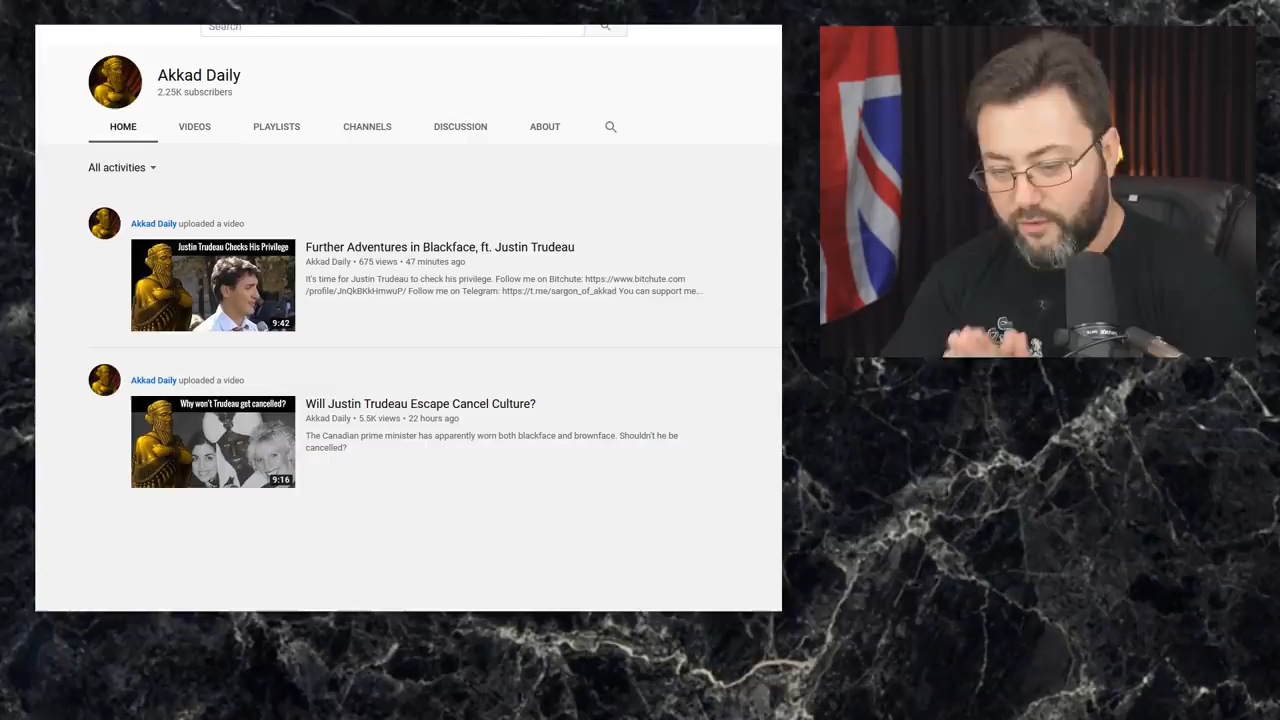 Search
Akkad Daily
2.25K subscribers
HOME VIDEOS PLAYLISTS CHANNELS DISCUSSION ABOUT
All activities
Akkad Daily uploaded a video
Justin Trudeau Checks His Privilege
9:42
Further Adventures in Blackface, ft. Justin Trudeau
Akkad Daily • 675 views • 47 minutes ago
It's time for Justin Trudeau to check his privilege. Follow me on Bitchute: https://www.bitchute.com
/profile/JnQkBKkHmwuP/ Follow me on Telegram: https://t.me/sargon_of_akkad You can support me...
Akkad Daily uploaded a video
Why won't Trudeau get cancelled?
9:16
Will Justin Trudeau Escape Cancel Culture?
Akkad Daily • 5.5K views • 22 hours ago
The Canadian prime minister has apparently worn both blackface and brownface. Shouldn't he be
cancelled?